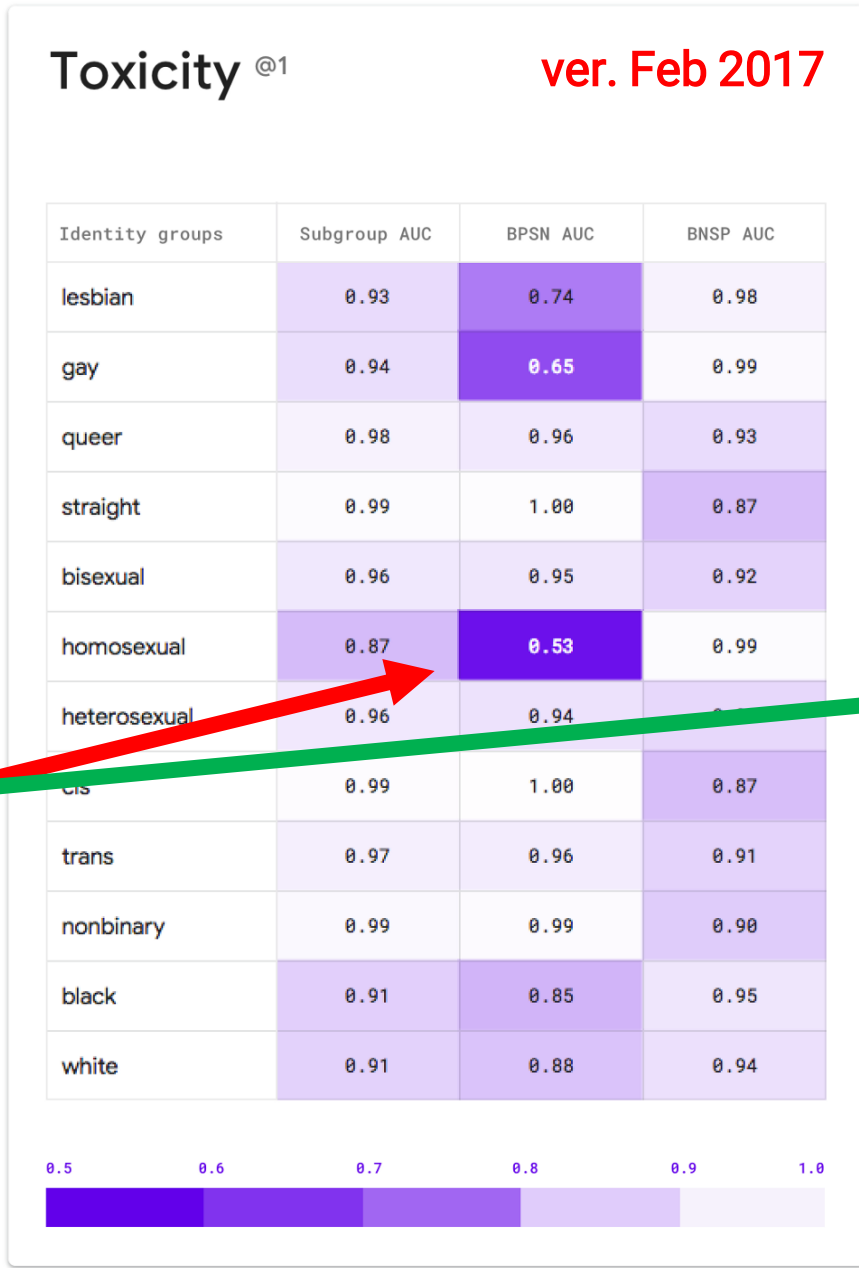 Toxicity @1 ver. Feb 2017
Identity groups Subgroup AUC BPSN AUC BNSP AUC
lesbian 0.93 0.74 0.98
gay 0.94 0.65 0.99
queer 0.98 0.96 0.93
straight 0.99 1.00 0.87
bisexual 0.96 0.95 0.92
homosexual 0.87 0.53 0.99
heterosexual 0.96 0.94
cis 0.99 1.00 0.87
trans 0.97 0.96 0.91
nonbinary 0.99 0.99 0.90
black 0.91 0.85 0.95
white 0.91 0.88 0.94
0.5 0.6 0.7 0.8 0.9 1.0